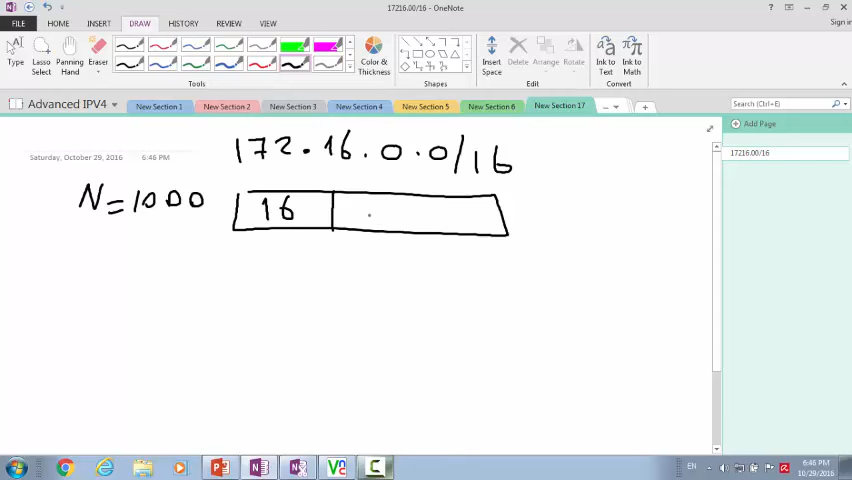 17216.00/16 - OneNote
FILE HOME INSERT DRAW HISTORY REVIEW VIEW
Sign in
Type Lasso Select Panning Hand Eraser Color & Thickness Insert Space Delete Arrange Rotate Ink to Text Ink to Math
Tools Shapes Edit Convert
Advanced IPV4 New Section 1 New Section 2 New Section 3 New Section 4 New Section 5 New Section 6 New Section 17 Search (Ctrl+E)
Add Page
172.16.0.0/16
Saturday, October 29, 2016 6:46 PM
17216.00/16
N=1000
16
EN 6:46 PM
10/29/2016